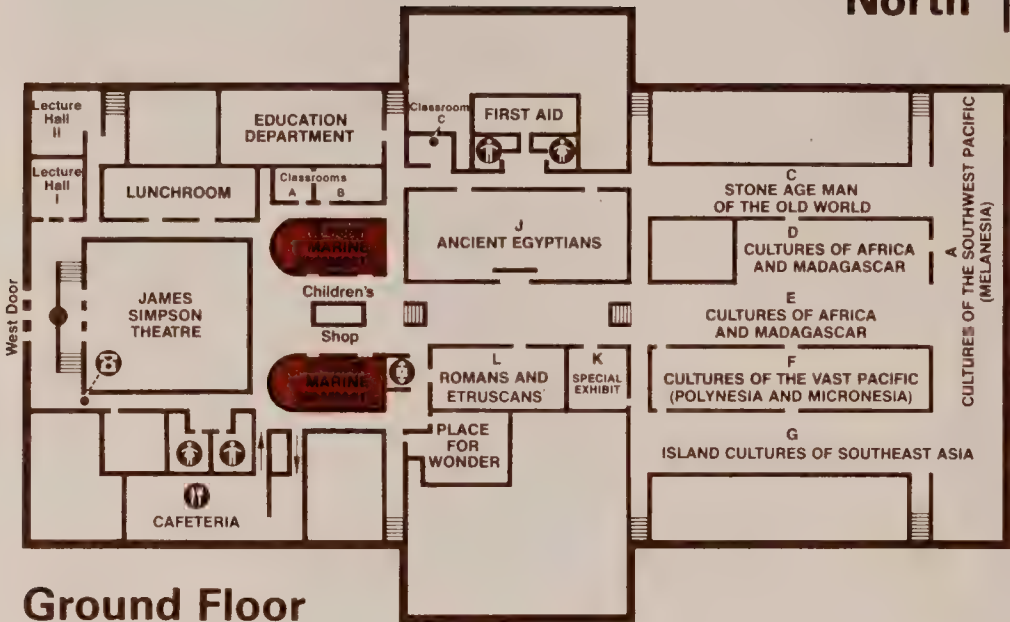 North
Lecture
Hall
II
EDUCATION
DEPARTMENT
Classroom
C
FIRST AID
Lecture
Hall
I
LUNCHROOM
Classrooms
A B
C
STONE AGE MAN
OF THE OLD WORLD
MARINE
J
ANCIENT EGYPTIANS
D
CULTURES OF AFRICA
AND MADAGASCAR
A
CULTURES OF THE SOUTHWEST PACIFIC
(MELANESIA)
West Door
JAMES
SIMPSON
THEATRE
Children's
Shop
E
CULTURES OF AFRICA
AND MADAGASCAR
MARINE
L
ROMANS AND
ETRUSCANS
K
SPECIAL
EXHIBIT
F
CULTURES OF THE VAST PACIFIC
(POLYNESIA AND MICRONESIA)
PLACE
FOR
WONDER
G
ISLAND CULTURES OF SOUTHEAST ASIA
CAFETERIA
Ground Floor